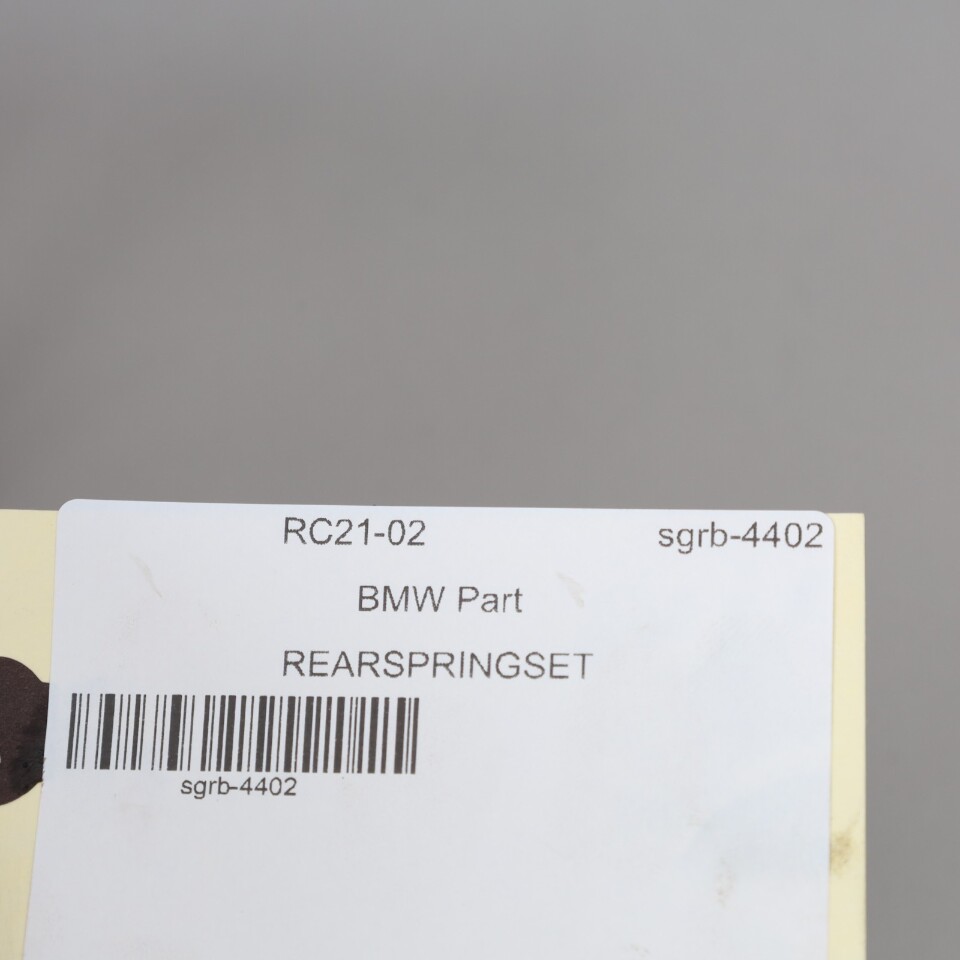 RC21-02 sgrb-4402
BMW Part
REARSPRINGSET
sgrb-4402